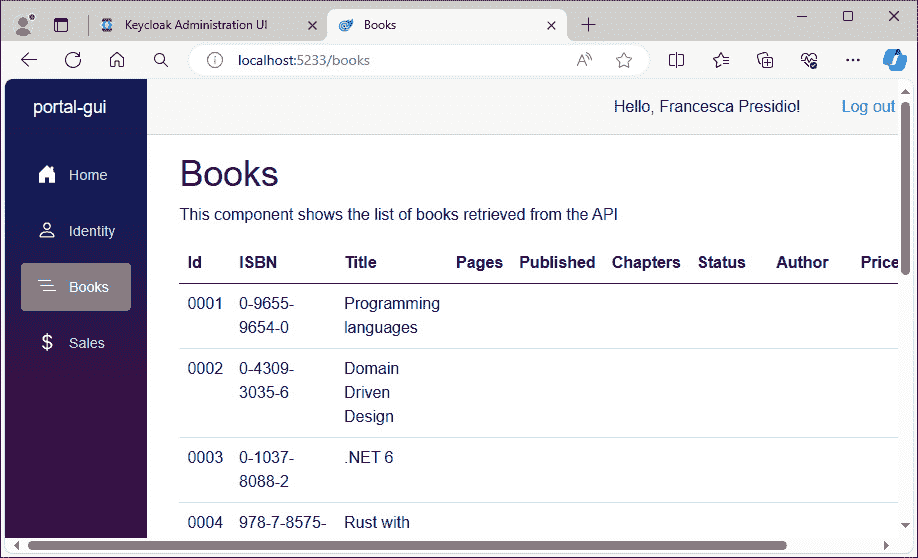 Keycloak Administration UI
Books
localhost:5233/books
portal-gui
Hello, Francesca Presidio!
Log out
Home
Identity
Books
Sales
Books
This component shows the list of books retrieved from the API
Id ISBN Title Pages Published Chapters Status Author Price
0001 0-9655- Programming
9654-0 languages
0002 0-4309- Domain
3035-6 Driven
Design
0003 0-1037- .NET 6
8088-2
0004 978-7-8575- Rust with